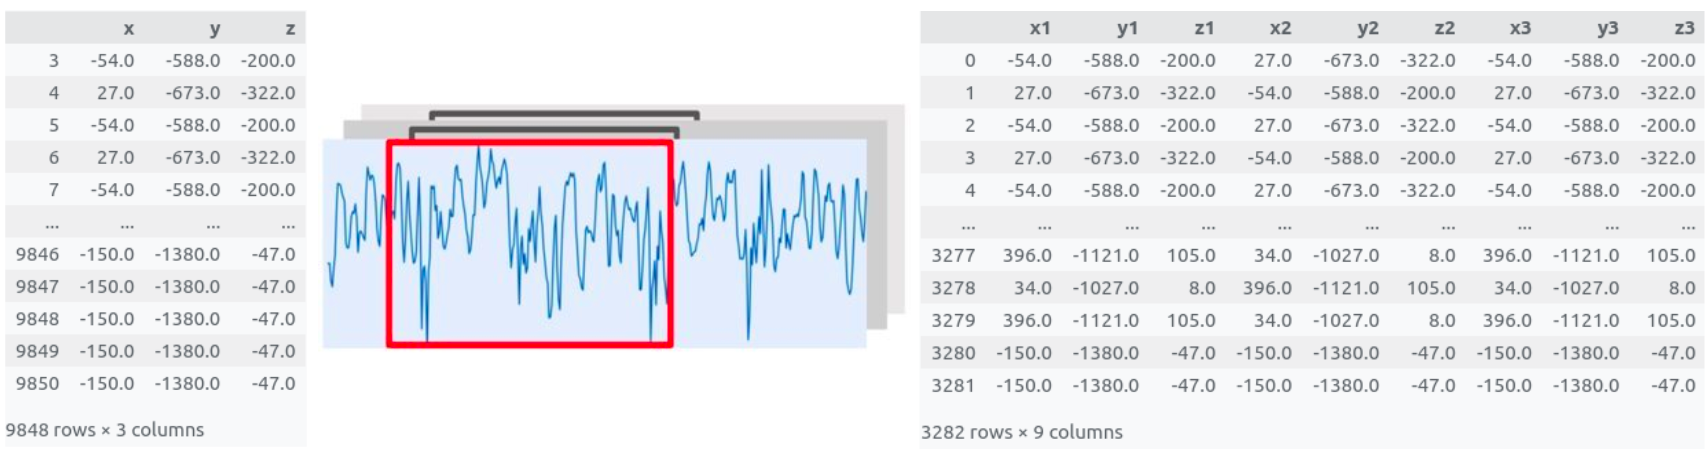 x y z
3 -54.0 -588.0 -200.0
4 27.0 -673.0 -322.0
5 -54.0 -588.0 -200.0
6 27.0 -673.0 -322.0
7 -54.0 -588.0 -200.0
... ... ... ...
9846 -150.0 -1380.0 -47.0
9847 -150.0 -1380.0 -47.0
9848 -150.0 -1380.0 -47.0
9849 -150.0 -1380.0 -47.0
9850 -150.0 -1380.0 -47.0
9848 rows × 3 columns
x1 y1 z1 x2 y2 z2 x3 y3 z3
0 -54.0 -588.0 -200.0 27.0 -673.0 -322.0 -54.0 -588.0 -200.0
1 27.0 -673.0 -322.0 -54.0 -588.0 -200.0 27.0 -673.0 -322.0
2 -54.0 -588.0 -200.0 27.0 -673.0 -322.0 -54.0 -588.0 -200.0
3 27.0 -673.0 -322.0 -54.0 -588.0 -200.0 27.0 -673.0 -322.0
4 -54.0 -588.0 -200.0 27.0 -673.0 -322.0 -54.0 -588.0 -200.0
... ... ... ... ... ... ... ... ... ...
3277 396.0 -1121.0 105.0 34.0 -1027.0 8.0 396.0 -1121.0 105.0
3278 34.0 -1027.0 8.0 396.0 -1121.0 105.0 34.0 -1027.0 8.0
3279 396.0 -1121.0 105.0 34.0 -1027.0 8.0 396.0 -1121.0 105.0
3280 -150.0 -1380.0 -47.0 -150.0 -1380.0 -47.0 -150.0 -1380.0 -47.0
3281 -150.0 -1380.0 -47.0 -150.0 -1380.0 -47.0 -150.0 -1380.0 -47.0
3282 rows × 9 columns